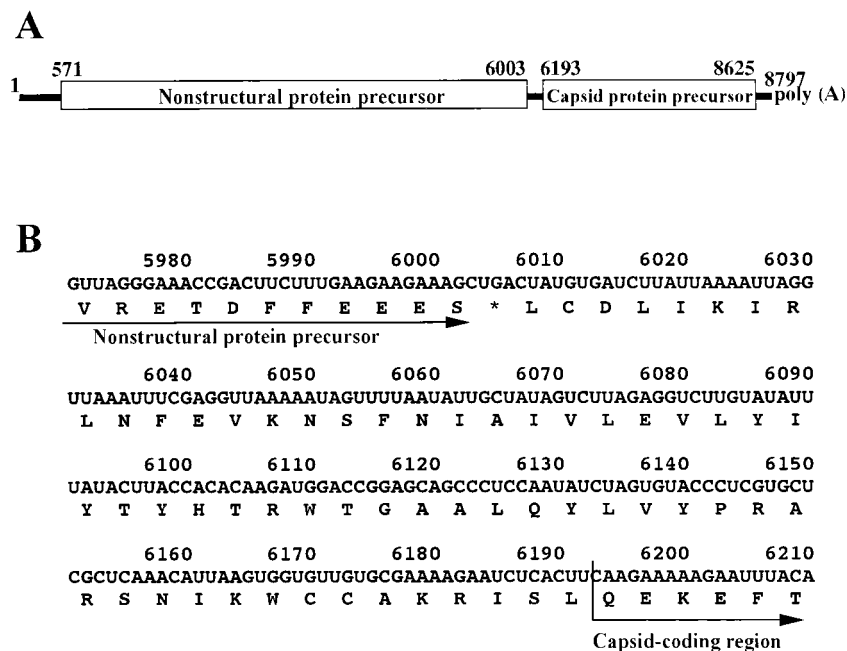 A
1 571 6003 6193 8625 8797
Nonstructural protein precursor Capsid protein precursor poly (A)
B
5980 5990 6000 6010 6020 6030
GUUAGGGAAACCGACUUCUUUGAAGAAGAAAGCUGACUAUGUGAUCUUAUUAAAAUUAGG
V R E T D F F E E E S * L C D L I K I R
Nonstructural protein precursor
6040 6050 6060 6070 6080 6090
UUAAAUUUCGAGGUUAAAAAUAGUUUUAAUAUUGCUAUAGUCUUAGAGGUCUUGUAUAUU
L N F E V K N S F N I A I V L E V L Y I
6100 6110 6120 6130 6140 6150
UAUACUUACCACACAAGAUGGACCGGAGCAGCCCUCCAAUAUCUAGUGUACCCUCGUGCU
Y T Y H T R W T G A A L Q Y L V Y P R A
6160 6170 6180 6190 6200 6210
CGCUCAAACAUUAAGUGGUGUUGUGCGAAAAGAAUCUCACUUCAAGAAAAAGAAUUUACA
R S N I K W C C A K R I S L Q E K E F T
Capsid-coding region